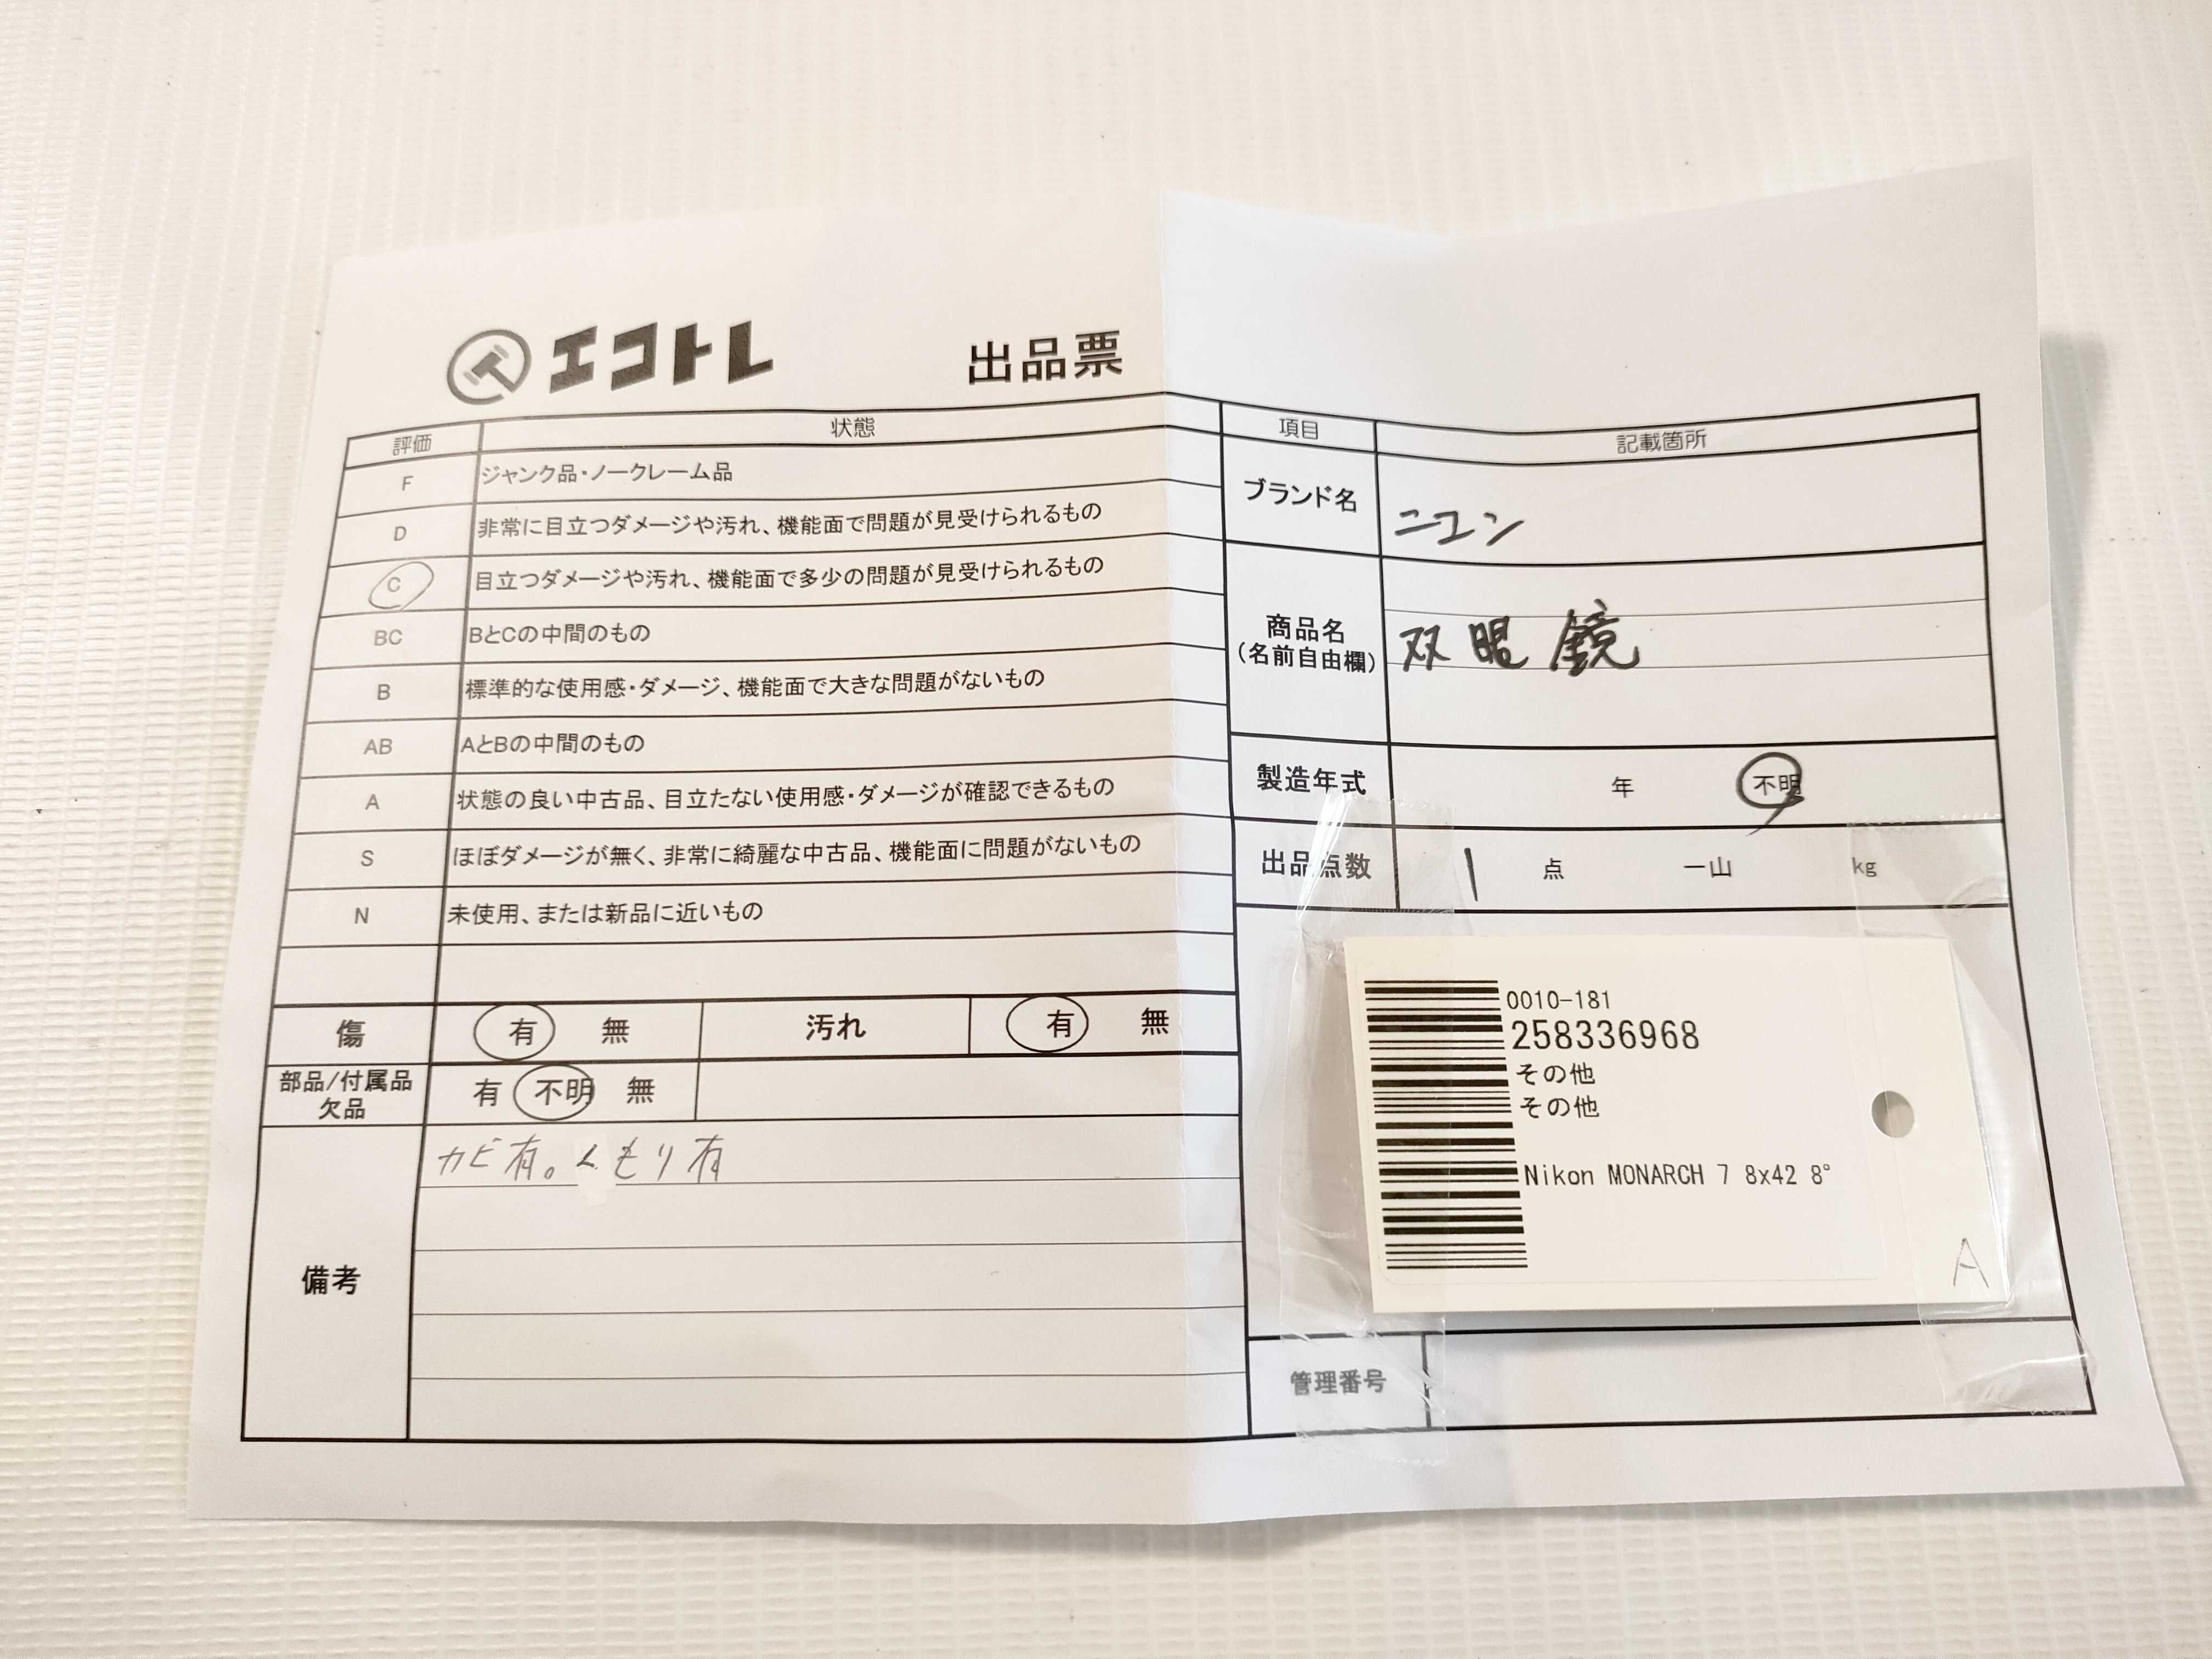 エコトレ 出品票
評価 状態
F ジャンク品・ノークレーム品
D 非常に目立つダメージや汚れ、機能面で問題が見受けられるもの
C 目立つダメージや汚れ、機能面で多少の問題が見受けられるもの
BC BとCの中間のもの
B 標準的な使用感・ダメージ、機能面で大きな問題がないもの
AB AとBの中間のもの
A 状態の良い中古品、目立たない使用感・ダメージが確認できるもの
S ほぼダメージが無く、非常に綺麗な中古品、機能面に問題がないもの
N 未使用、または新品に近いもの
傷 有 無 汚れ 有 無
部品/付属品
欠品
有 不明 無
備考
カビ有。くもり有
項目 記載箇所
ブランド名 ニコン
商品名
(名前自由欄)
双眼鏡
製造年式 年 不明
出品点数 1 点 一山 kg
0010-181
258336968
その他
その他
Nikon MONARCH 7 8x42 8°
A
管理番号